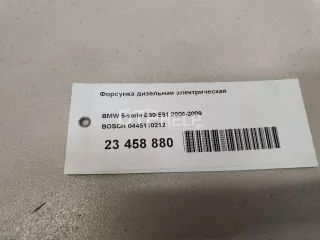 Форсунка дизельная электрическая
BMW 5-serie E60/E61 2003-2009
BOSCH 0445110212
23 458 880